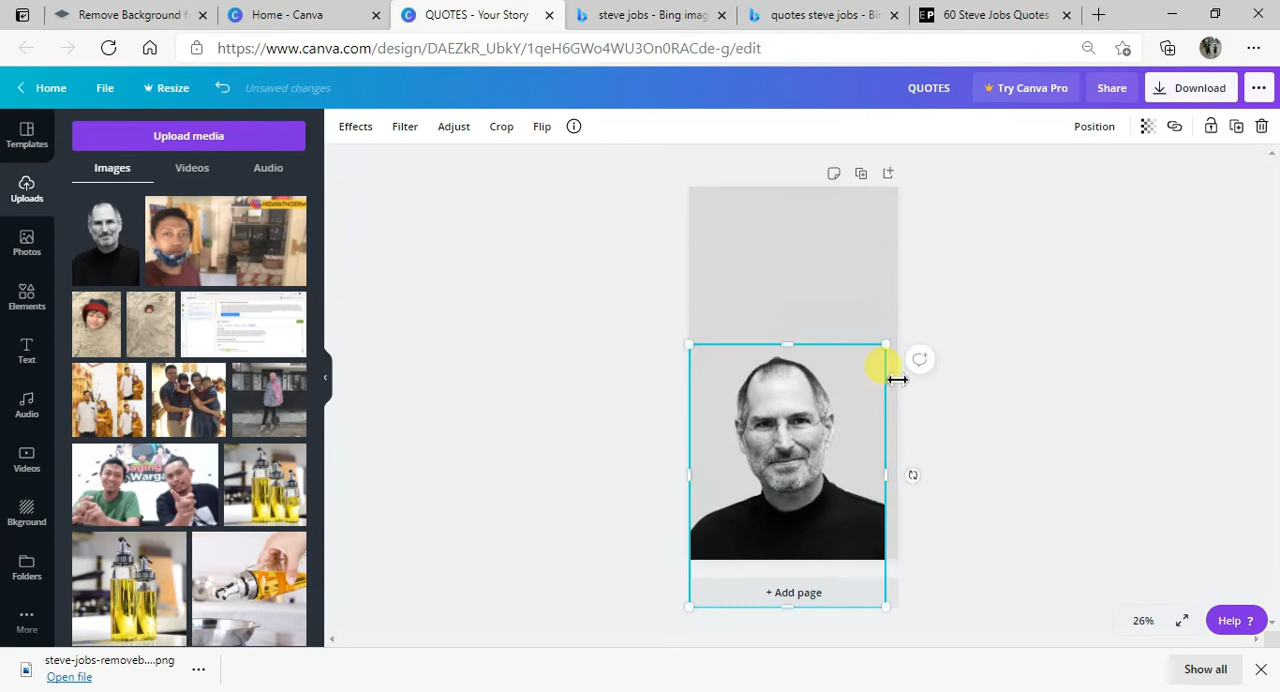 Remove Background f
Home - Canva
QUOTES - Your Story
steve jobs - Bing imag
quotes steve jobs - Bin
EP
60 Steve Jobs Quotes
https://www.canva.com/design/DAEZkR_UbkY/1qeH6GWo4WU3On0RACde-g/edit
Home
File
Resize
Unsaved changes
QUOTES
Try Canva Pro
Share
Download
Templates
Uploads
Photos
Elements
Text
Audio
Videos
Bkground
Folders
More
Upload media
Images
Videos
Audio
Effects
Filter
Adjust
Crop
Flip
Position
+ Add page
26%
Help ?
steve-jobs-removeb....png
Open file
Show all